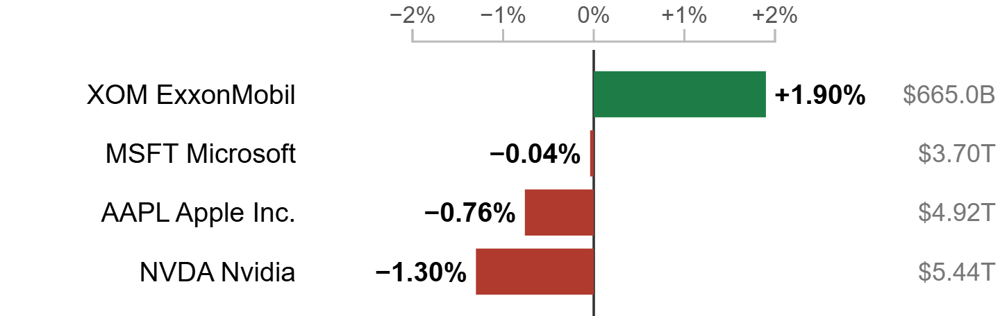 −2% −1% 0% +1% +2%
XOM ExxonMobil +1.90% $665.0B
MSFT Microsoft −0.04% $3.70T
AAPL Apple Inc. −0.76% $4.92T
NVDA Nvidia −1.30% $5.44T